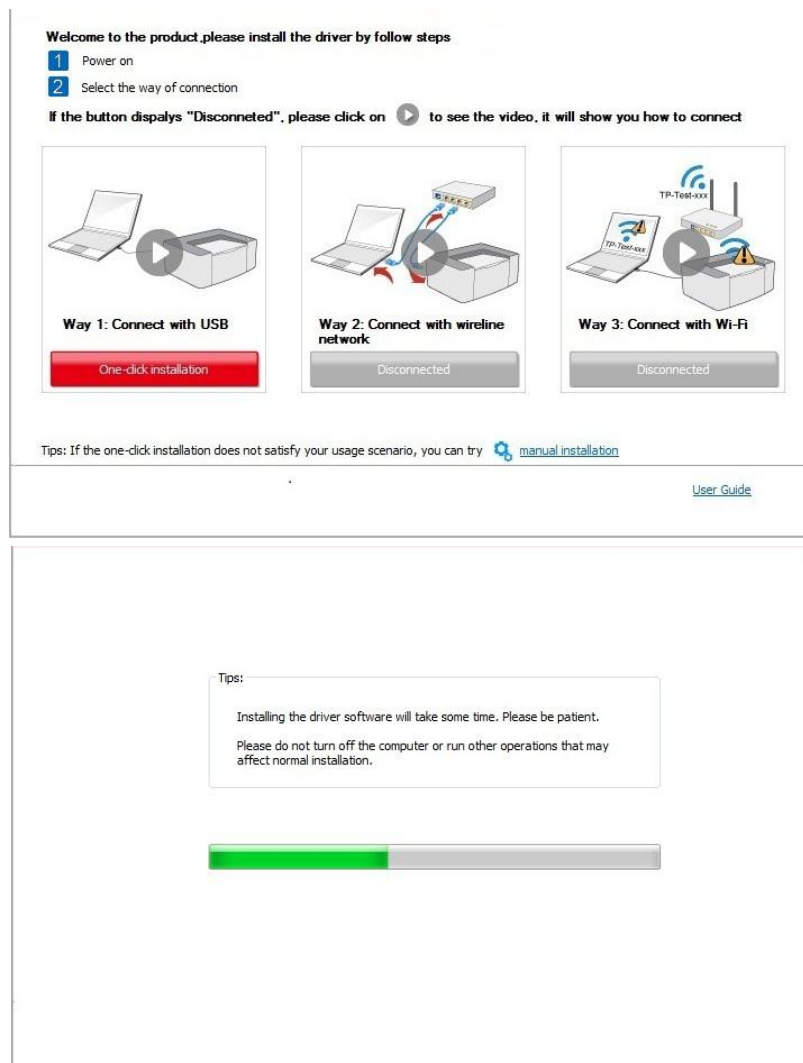 Welcome to the product,please install the driver by follow steps
1 Power on
2 Select the way of connection
If the button dispalys "Disconneted", please click on to see the video, it will show you how to connect
TP-Test-xxx
TP-Test-xxx
Way 1: Connect with USB
Way 2: Connect with wireline
network
Way 3: Connect with Wi-Fi
One-click installation
Disconnected
Disconnected
Tips: If the one-click installation does not satisfy your usage scenario, you can try manual installation
User Guide
Tips:
Installing the driver software will take some time. Please be patient.
Please do not turn off the computer or run other operations that may
affect normal installation.